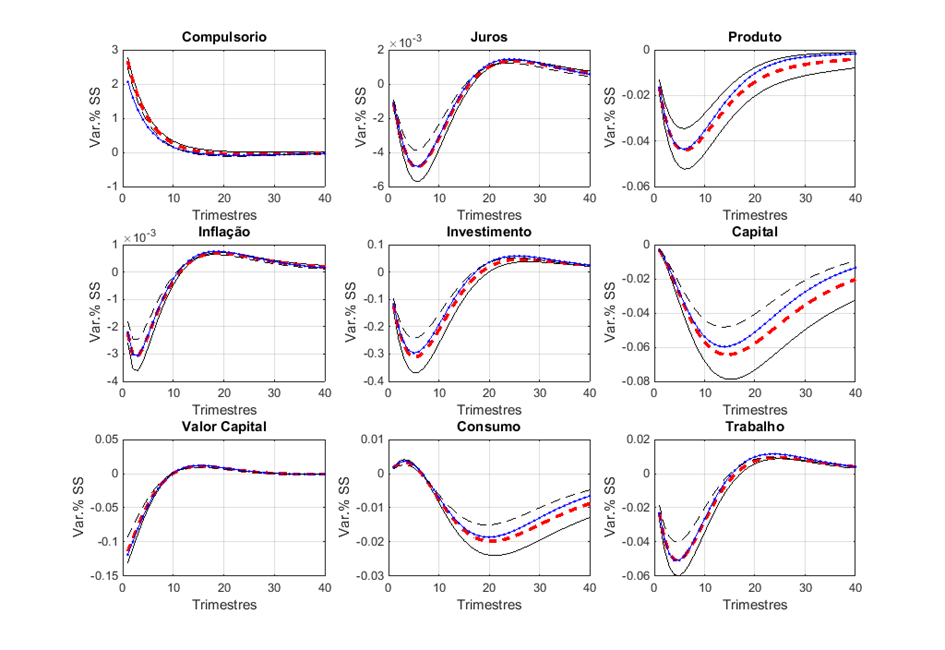 Compulsorio
Var.% SS
3
2
1
0
-1
0 10 20 30 40
Trimestres
Juros
×10⁻³
Var.% SS
2
0
-2
-4
-6
0 10 20 30 40
Trimestres
Produto
Var.% SS
0
-0.02
-0.04
-0.06
0 10 20 30 40
Trimestres
Inflação
×10⁻³
Var.% SS
1
0
-1
-2
-3
-4
0 10 20 30 40
Trimestres
Investimento
Var.% SS
0.1
0
-0.1
-0.2
-0.3
-0.4
0 10 20 30 40
Trimestres
Capital
Var.% SS
0
-0.02
-0.04
-0.06
-0.08
0 10 20 30 40
Trimestres
Valor Capital
Var.% SS
0.05
0
-0.05
-0.1
-0.15
0 10 20 30 40
Trimestres
Consumo
Var.% SS
0.01
0
-0.01
-0.02
-0.03
0 10 20 30 40
Trimestres
Trabalho
Var.% SS
0.02
0
-0.02
-0.04
-0.06
0 10 20 30 40
Trimestres